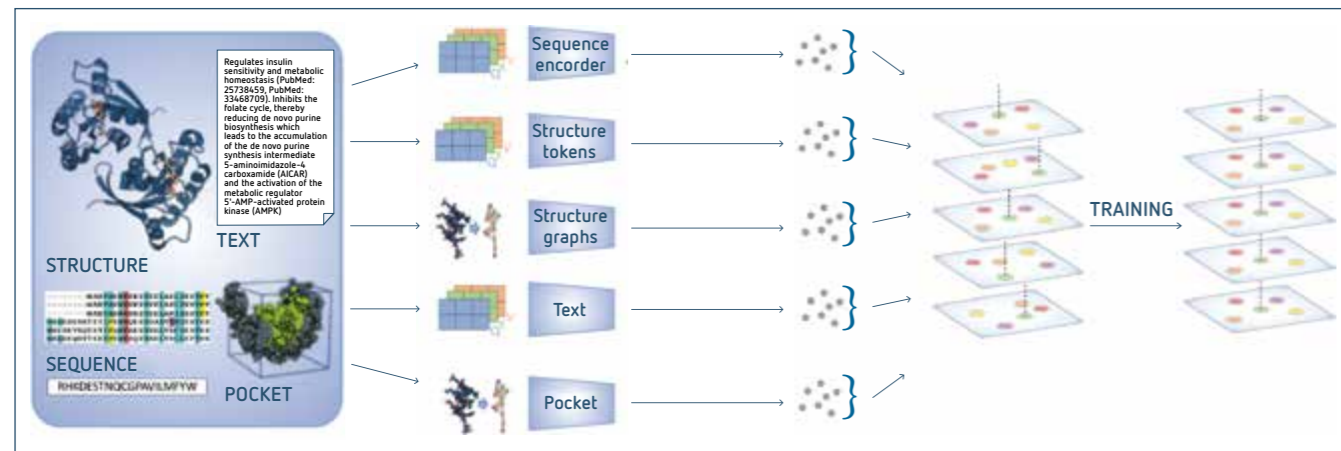 Regulates insulin
sensitivity and metabolic
homeostasis (PubMed:
25738459, PubMed:
33468709). Inhibits the
folate cycle, thereby
reducing de novo purine
biosynthesis which
leads to the accumulation
of the de novo purine
synthesis intermediate
5-aminoimidazole-4
carboxamide (AICAR)
and the activation of the
metabolic regulator
5'-AMP-activated protein
kinase (AMPK)
TEXT
STRUCTURE
SEQUENCE
RHKDESTNQCGPAVILMFYW
POCKET
Sequence
encorder
Structure
tokens
Structure
graphs
Text
Pocket
TRAINING